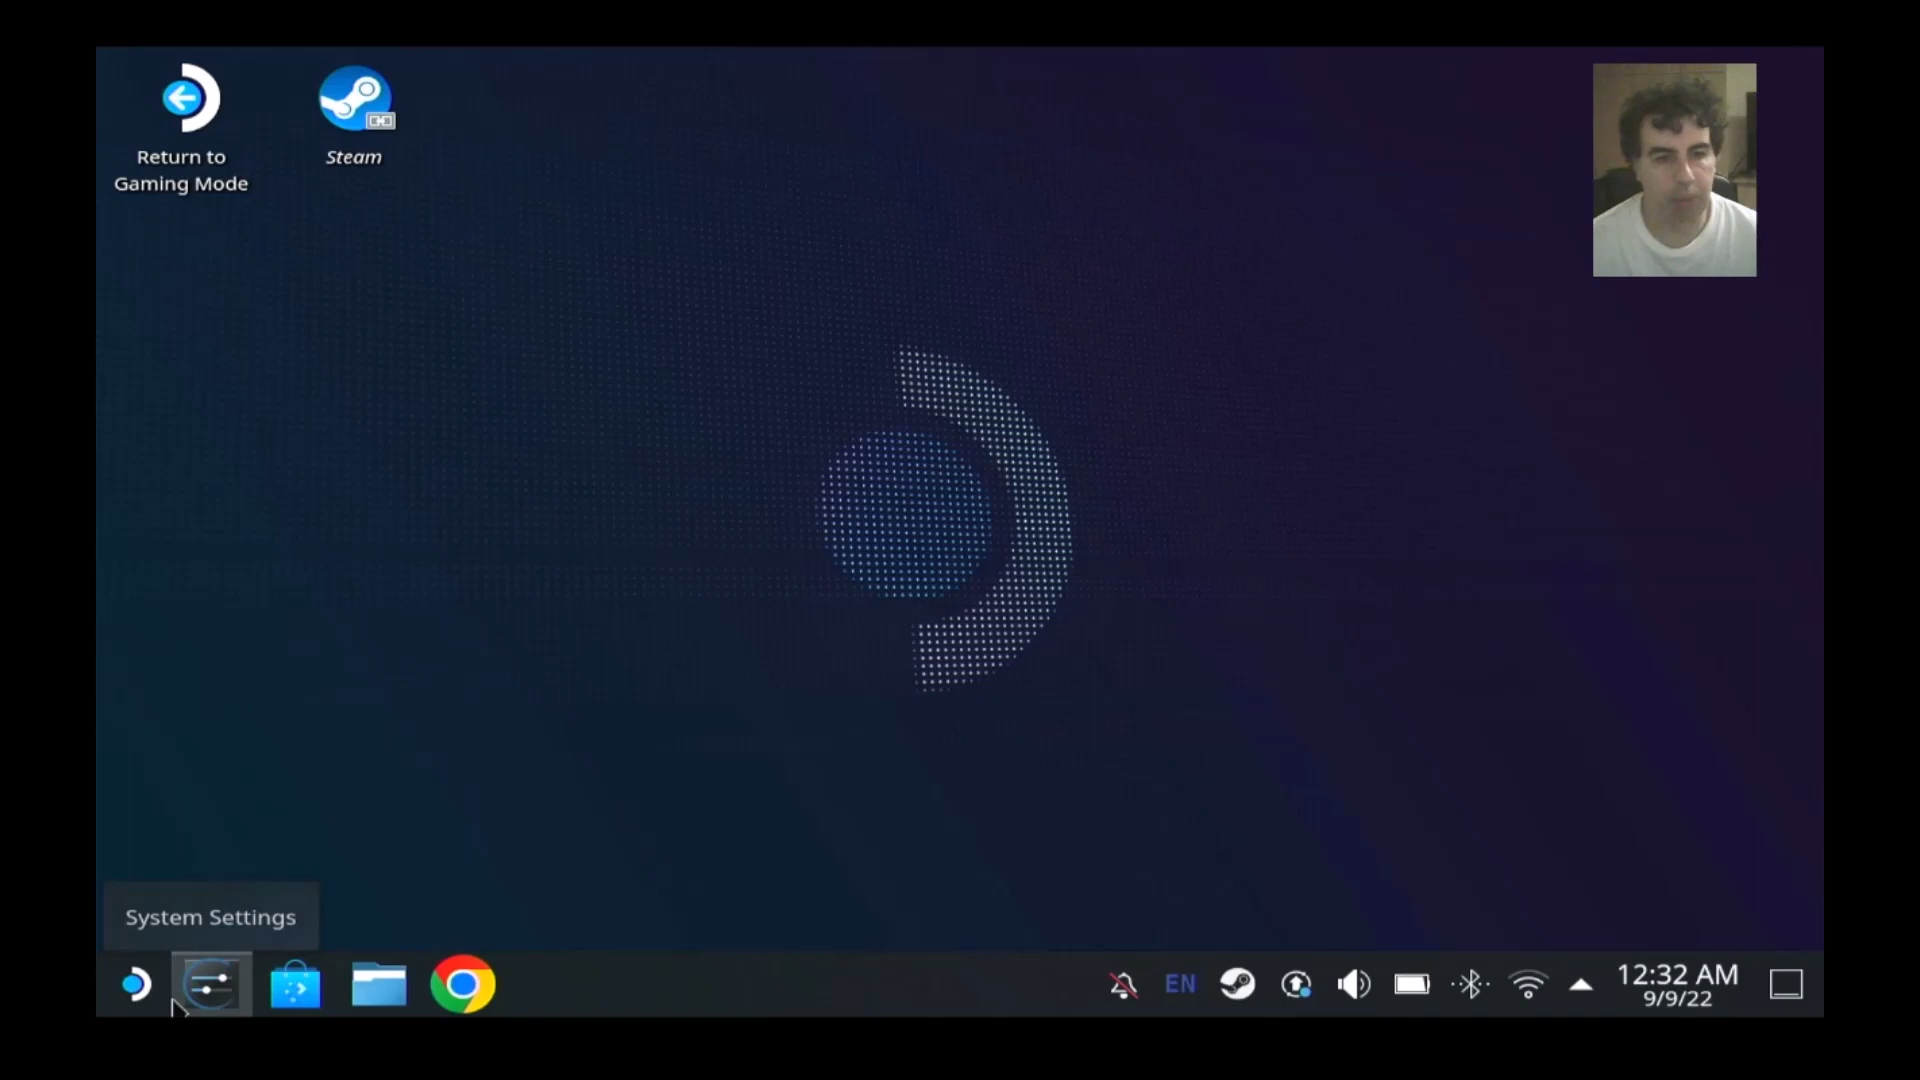 Return to
Gaming Mode
Steam
System Settings
EN
12:32 AM
9/9/22